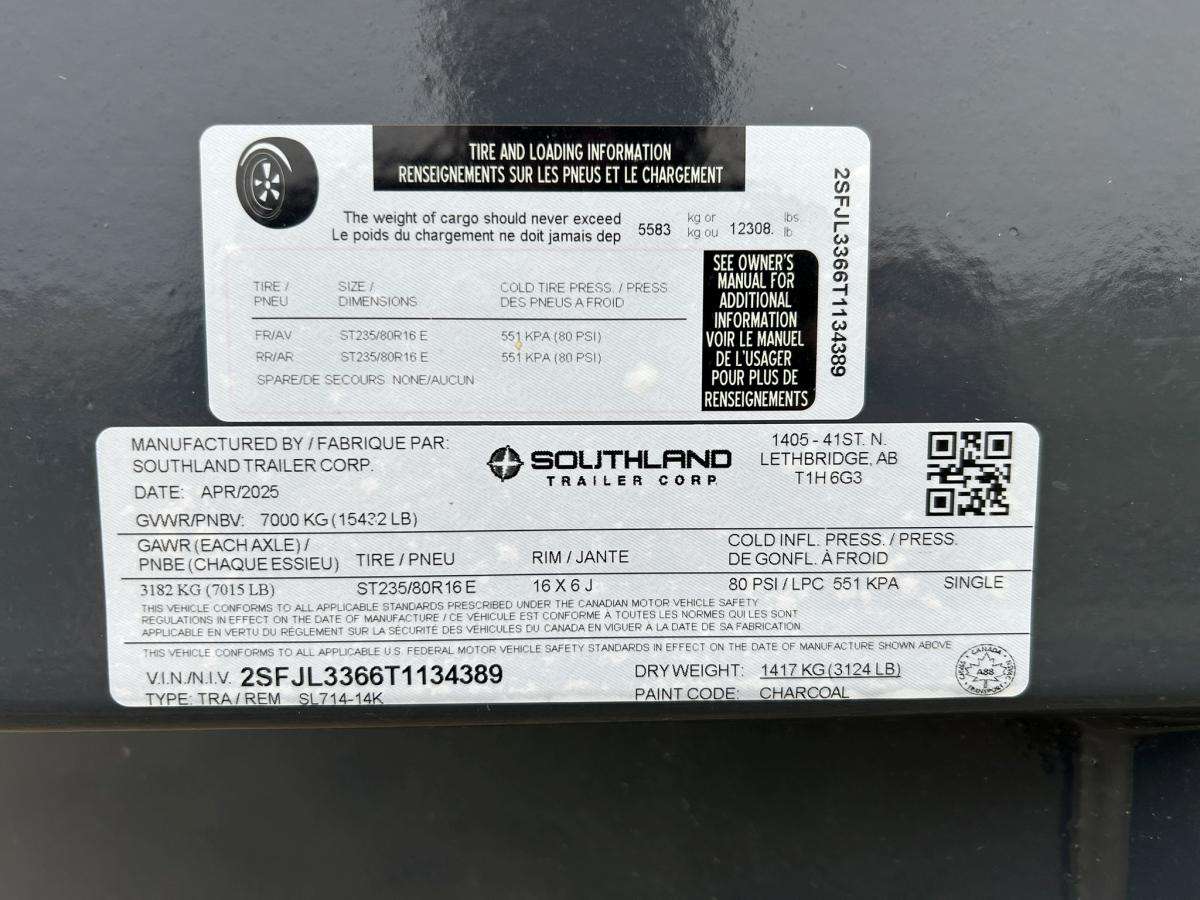 TIRE AND LOADING INFORMATION
RENSEIGNEMENTS SUR LES PNEUS ET LE CHARGEMENT
The weight of cargo should never exceed
Le poids du chargement ne doit jamais dep
5583 kg or 12308. lbs.
kg ou lb.
TIRE / SIZE / COLD TIRE PRESS. / PRESS
PNEU DIMENSIONS DES PNEUS A FROID
FR/AV ST235/80R16 E 551 KPA (80 PSI)
RR/AR ST235/80R16 E 551 KPA (80 PSI)
SPARE/DE SECOURS NONE/AUCUN
SEE OWNER'S
MANUAL FOR
ADDITIONAL
INFORMATION
VOIR LE MANUEL
DE L'USAGER
POUR PLUS DE
RENSEIGNEMENTS
2SFJL3366T1134389
MANUFACTURED BY / FABRIQUE PAR:
SOUTHLAND TRAILER CORP.
DATE: APR/2025
GVWR/PNBV: 7000 KG (15432 LB)
SOUTHLAND
TRAILER CORP
1405 - 41ST. N.
LETHBRIDGE, AB
T1H 6G3
GAWR (EACH AXLE) /
PNBE (CHAQUE ESSIEU) TIRE / PNEU RIM / JANTE
COLD INFL. PRESS. / PRESS.
DE GONFL. À FROID
3182 KG (7015 LB) ST235/80R16 E 16 X 6 J 80 PSI / LPC 551 KPA SINGLE
THIS VEHICLE CONFORMS TO ALL APPLICABLE STANDARDS PRESCRIBED UNDER THE CANADIAN MOTOR VEHICLE SAFETY
REGULATIONS IN EFFECT ON THE DATE OF MANUFACTURE / CE VÉHICULE EST CONFORME À TOUTES LES NORMES QUI LES SONT
APPLICABLE EN VERTU DU RÉGLEMENT SUR LA SÉCURITÉ DES VÉHICULES DU CANADA EN VIGUER À LA DATE DE SA FABRICATION.
THIS VEHICLE CONFORMS TO ALL APPLICABLE U.S. FEDERAL MOTOR VEHICLE STANDARDS IN EFFECT ON THE DATE OF MANUFACTURE SHOWN ABOVE
V.I.N./N.I.V. 2SFJL3366T1134389 DRY WEIGHT: 1417 KG (3124 LB)
TYPE: TRA / REM SL714-14K PAINT CODE: CHARCOAL
CANADA
A88
TRANSPORT